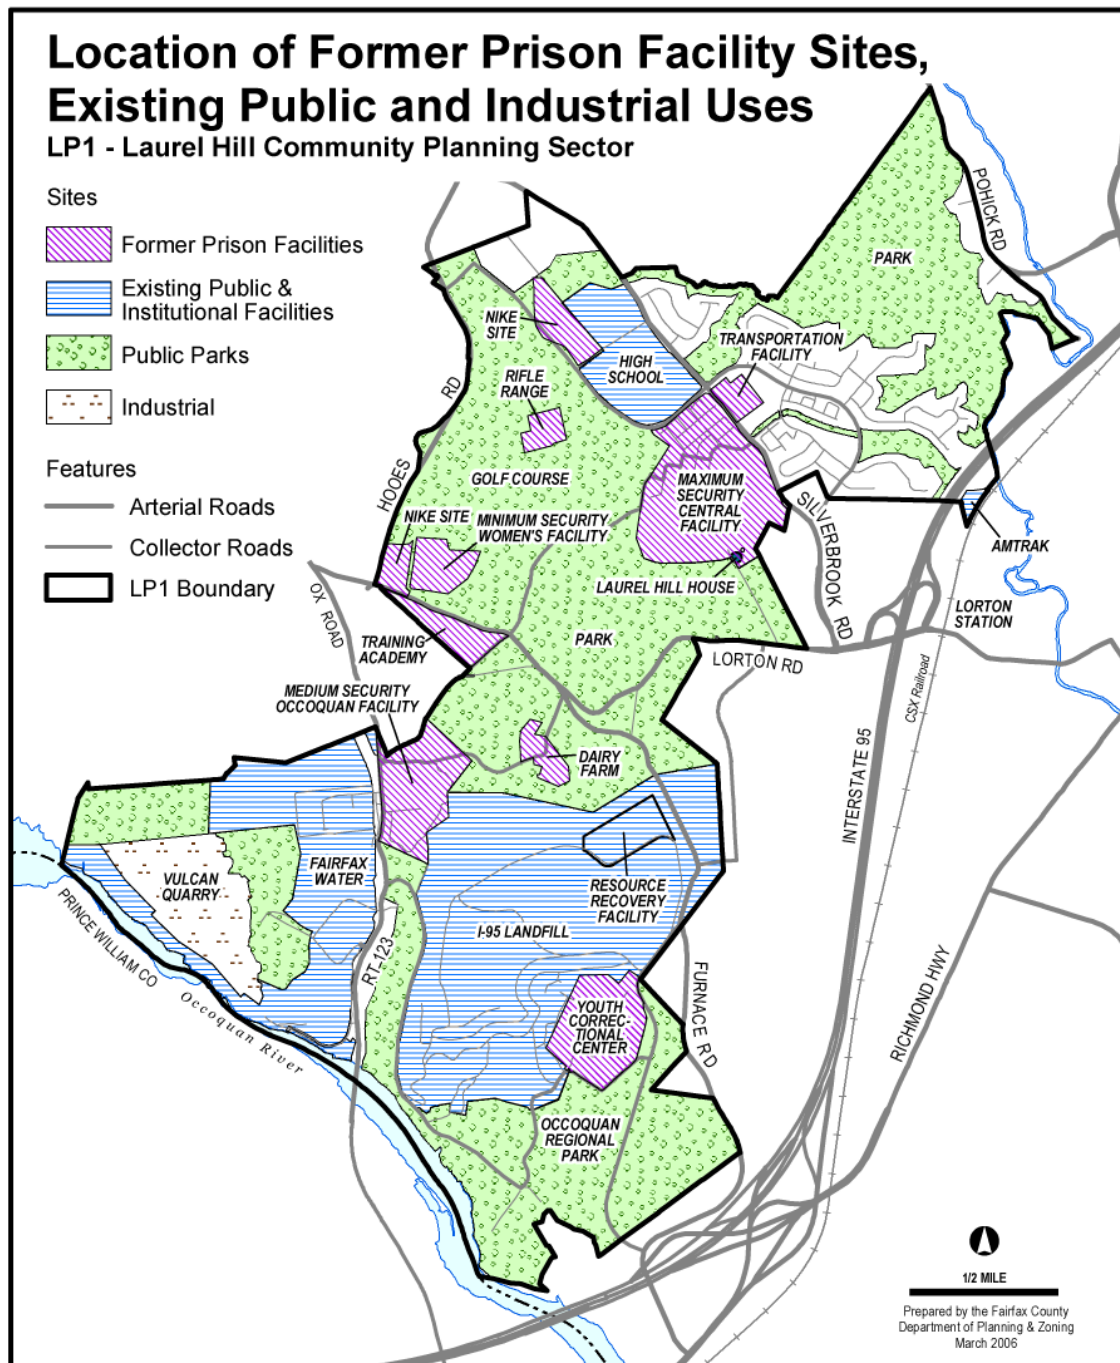 Location of Former Prison Facility Sites,
Existing Public and Industrial Uses
LP1 - Laurel Hill Community Planning Sector
Sites
Former Prison Facilities
Existing Public &
Institutional Facilities
Public Parks
Industrial
Features
Arterial Roads
Collector Roads
LP1 Boundary
POHICK RD
PARK
NIKE
SITE
HIGH
SCHOOL
TRANSPORTATION
FACILITY
RIFLE
RANGE
HOOES
RD
GOLF COURSE
MAXIMUM
SECURITY
CENTRAL
FACILITY
SILVERBROOK RD
NIKE SITE
MINIMUM SECURITY
WOMEN'S FACILITY
AMTRAK
LAUREL HILL HOUSE
LORTON
STATION
OX ROAD
TRAINING
ACADEMY
PARK
LORTON RD
CSX Railroad
MEDIUM SECURITY
OCCOQUAN FACILITY
DAIRY
FARM
INTERSTATE 95
VULCAN
QUARRY
FAIRFAX
WATER
RESOURCE
RECOVERY
FACILITY
I-95 LANDFILL
PRINCE WILLIAM CO
RT-123
Occoquan River
FURNACE RD
RICHMOND HWY
YOUTH
CORREC-
TIONAL
CENTER
OCCOQUAN
REGIONAL
PARK
1/2 MILE
Prepared by the Fairfax County
Department of Planning & Zoning
March 2006